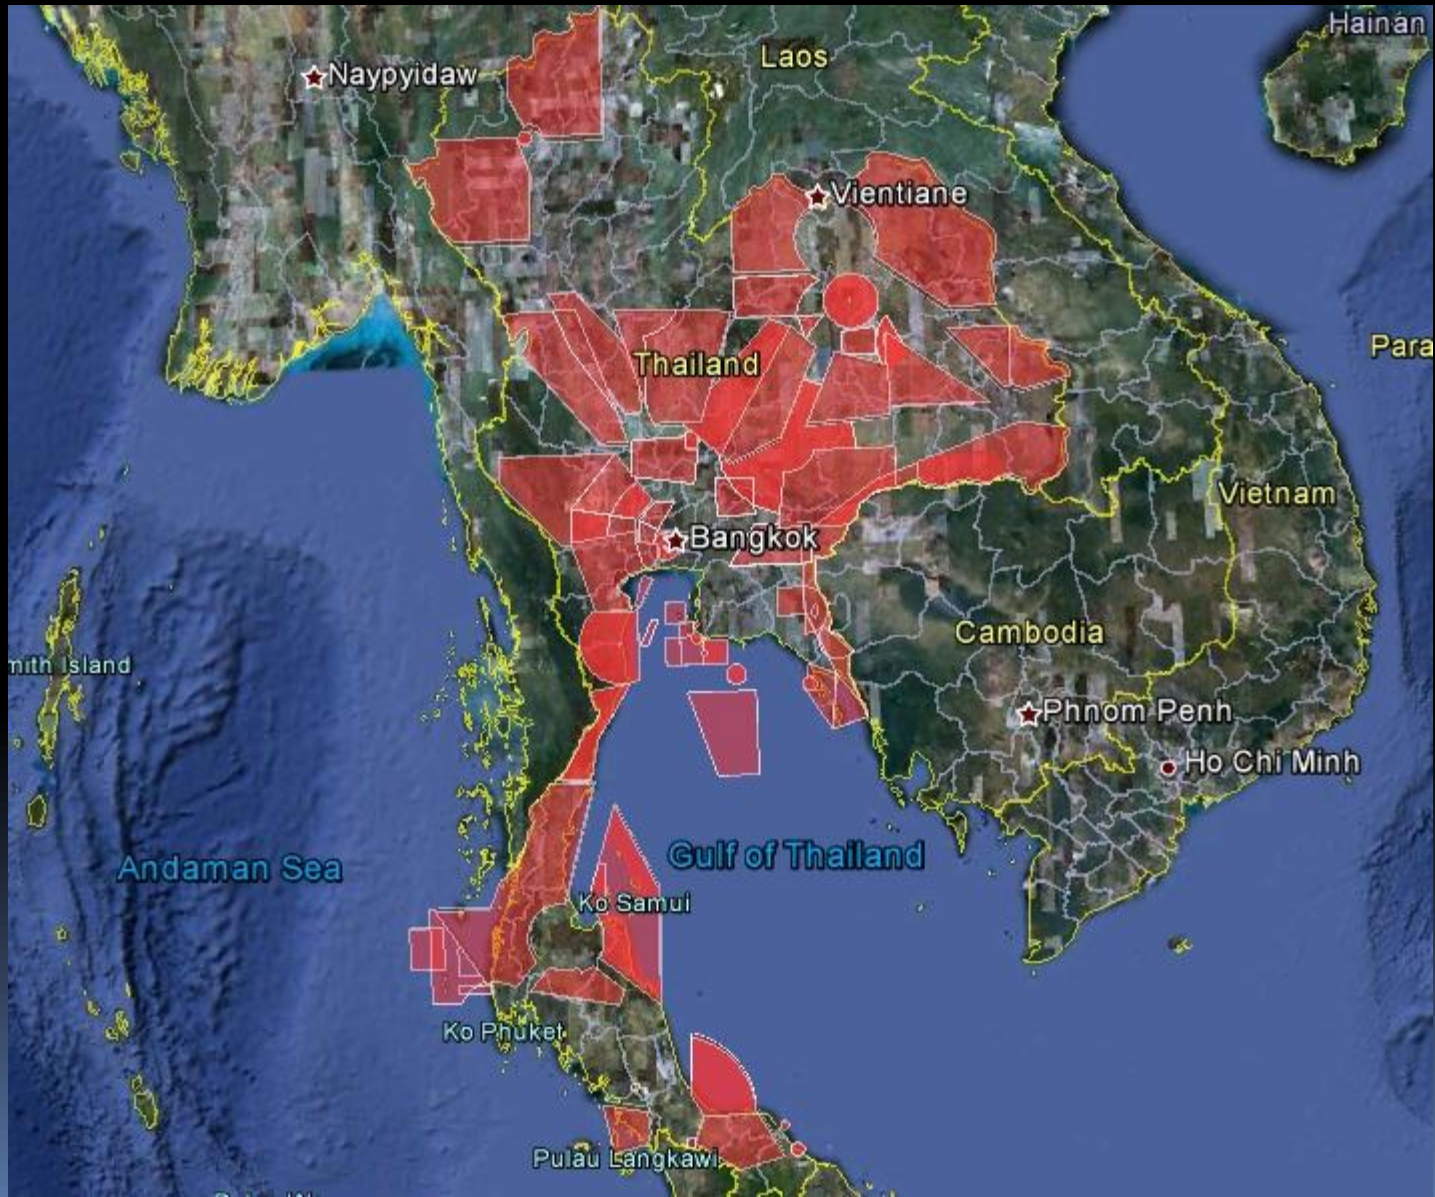 Hainan
Laos
Naypyidaw
Vientiane
Para
Thailand
Vietnam
Bangkok
Cambodia
mith Island
Phnom Penh
Ho Chi Minh
Gulf of Thailand
Andaman Sea
Ko Samui
Ko Phuket
Pulau Langkawi